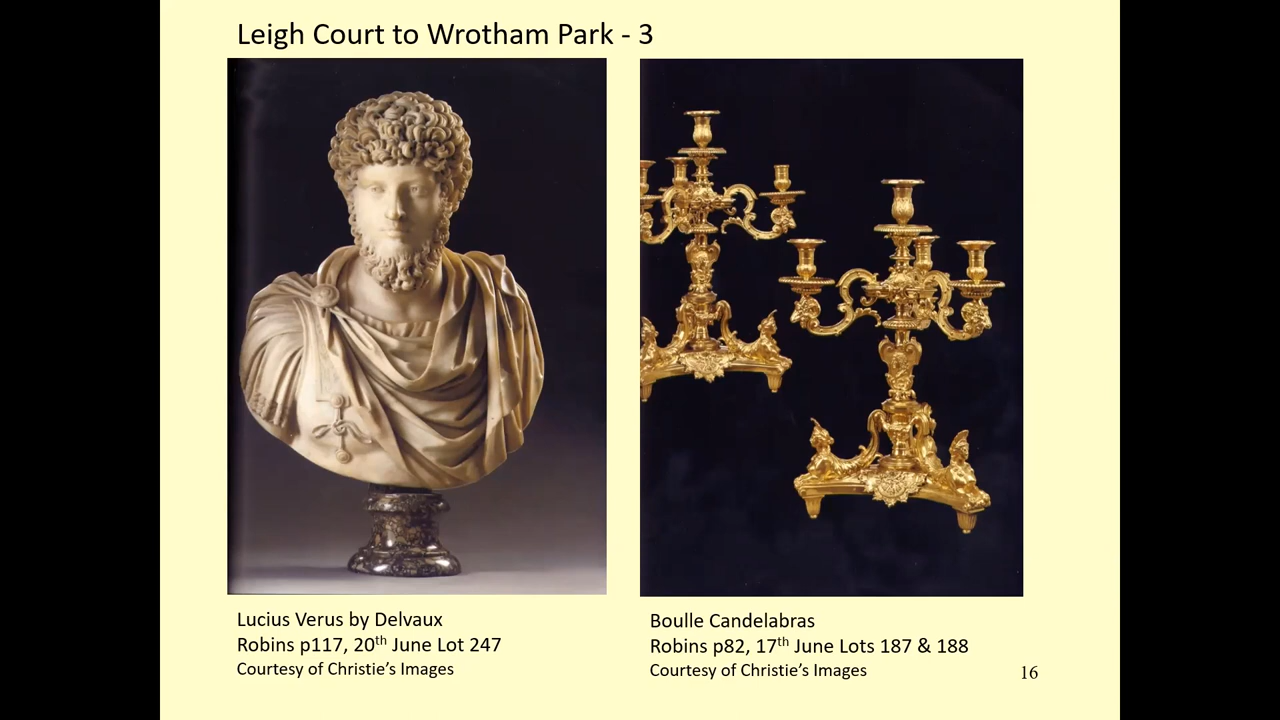 Leigh Court to Wrotham Park - 3
Lucius Verus by Delvaux
Robins p117, 20th June Lot 247
Courtesy of Christie’s Images
Boulle Candelabras
Robins p82, 17th June Lots 187 & 188
Courtesy of Christie’s Images
16